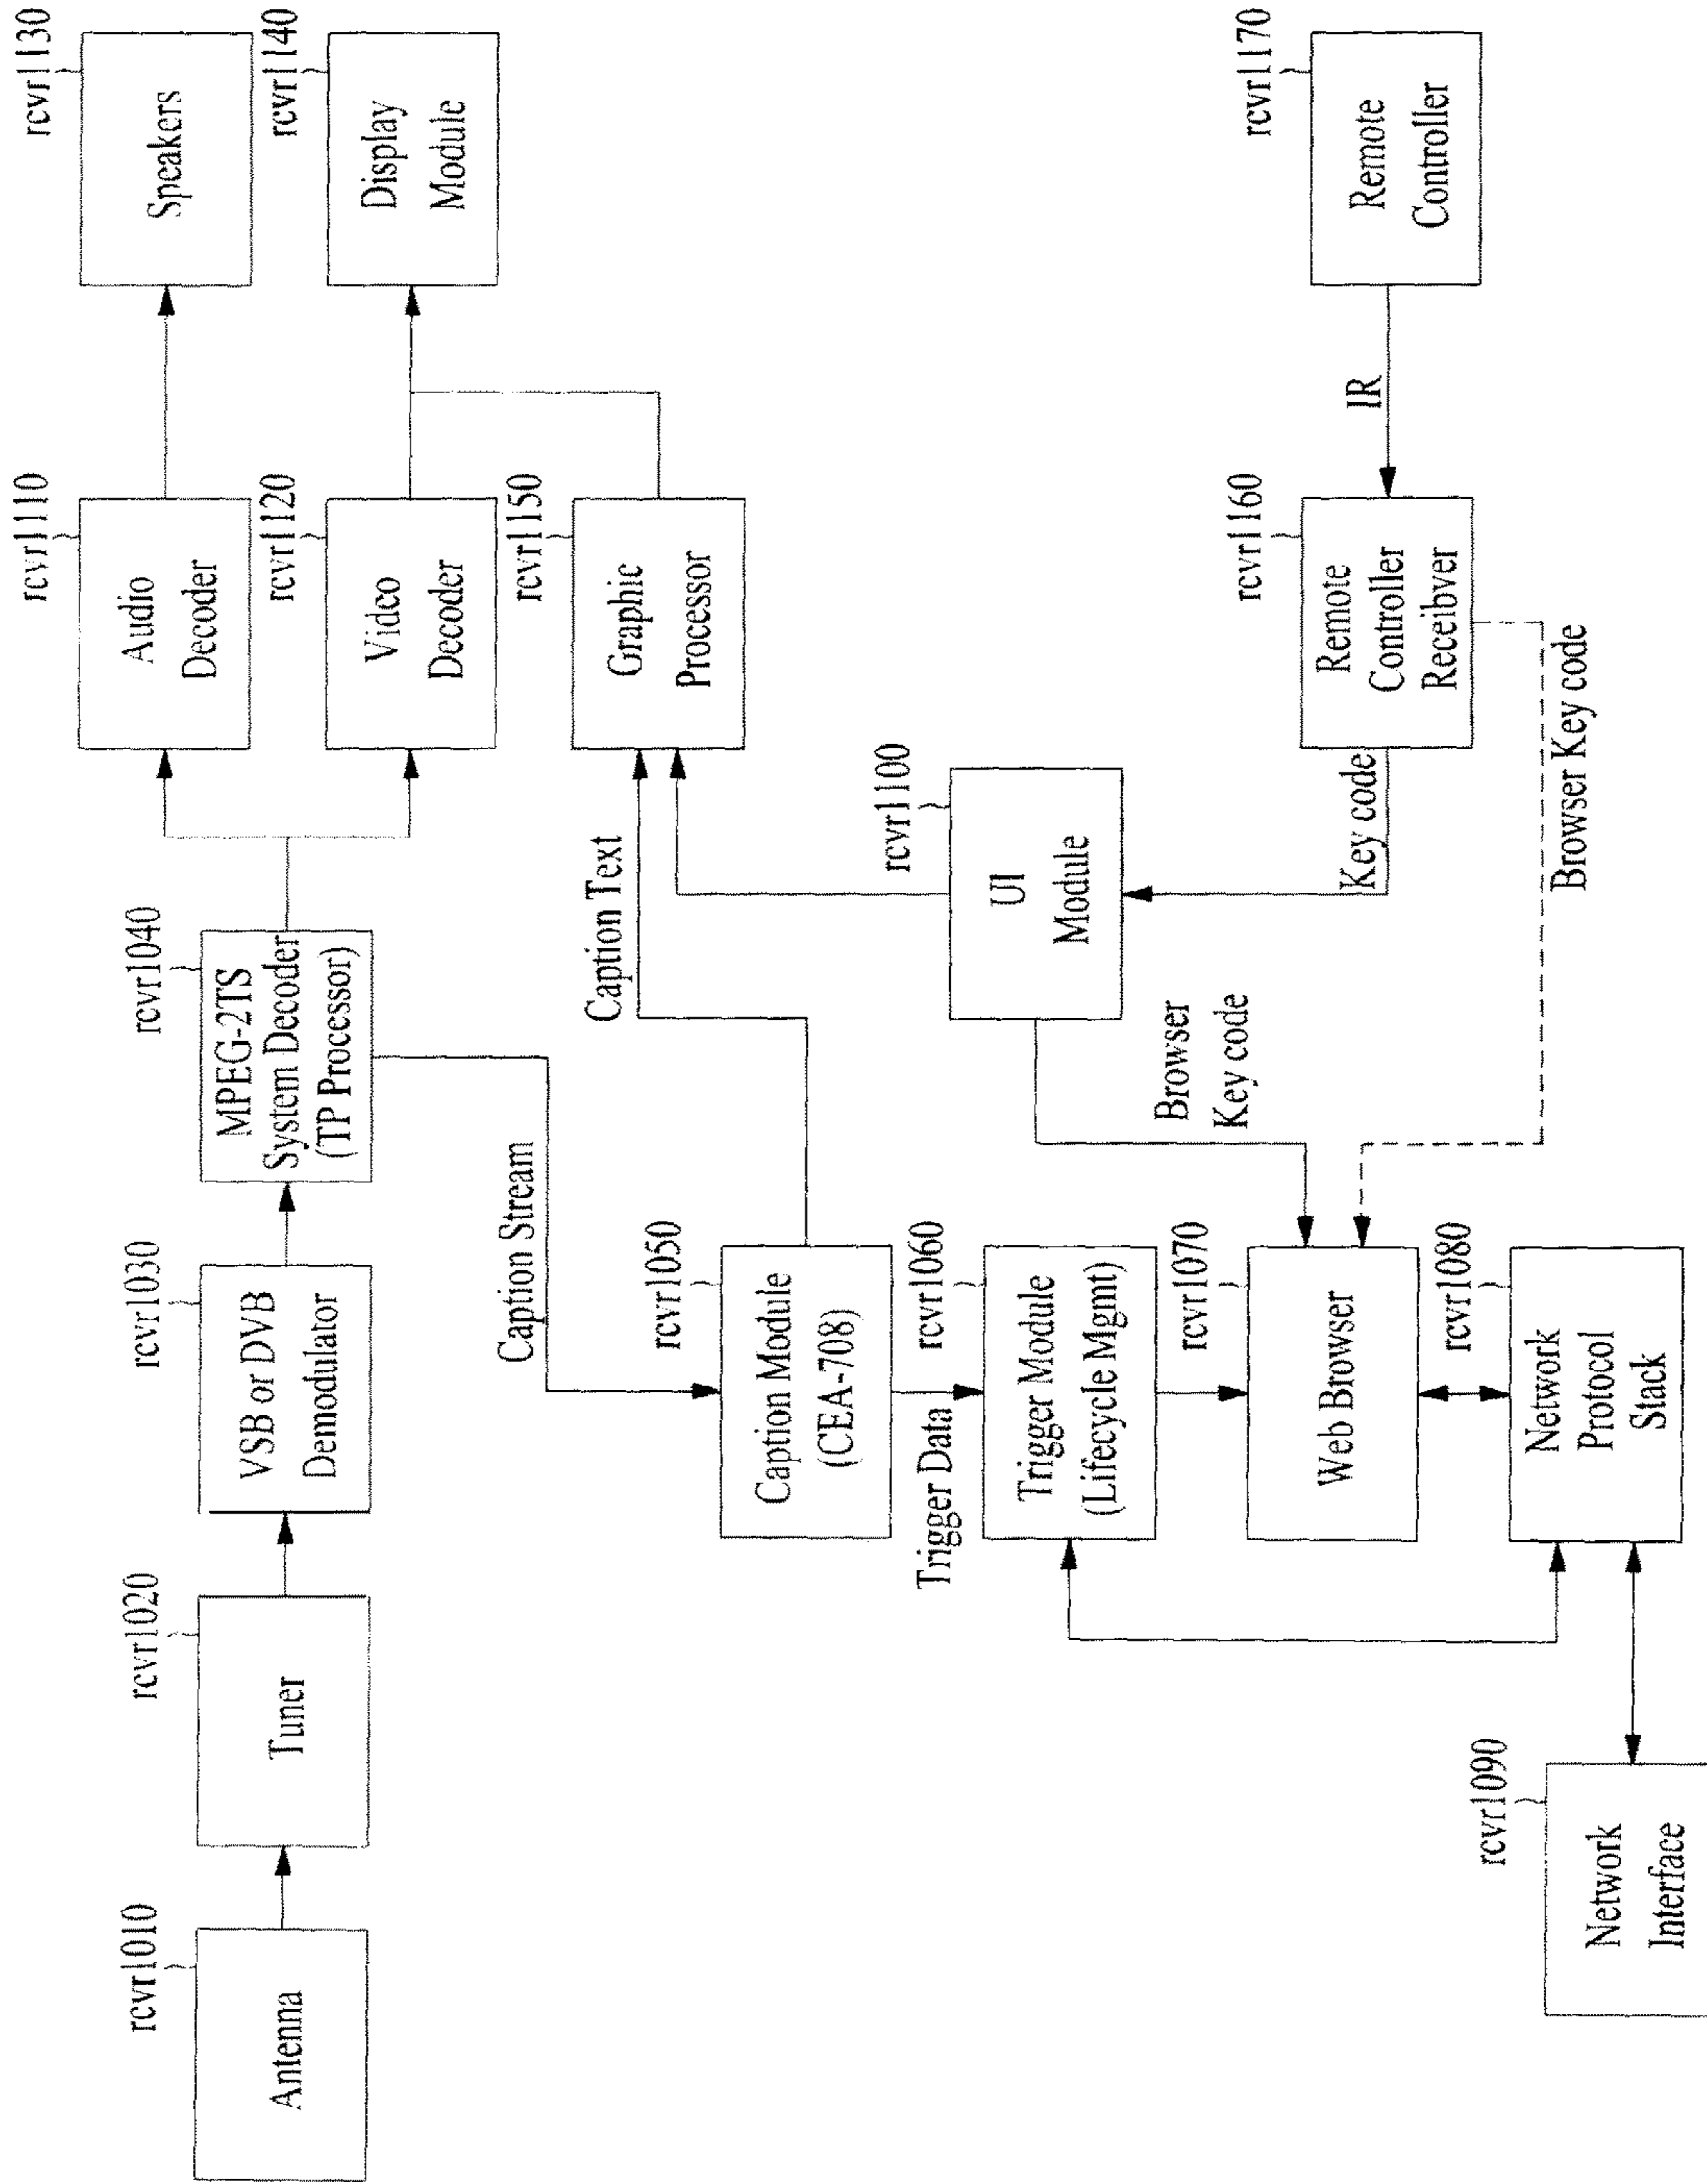 rcvr1010
Antenna
rcvr1020
Tuner
rcvr1030
VSB or DVB
Demodulator
rcvr1040
MPEG-2TS
System Decoder
(TP Processor)
rcvr1110
Audio
Decoder
rcvr1130
Speakers
rcvr1120
Video
Decoder
rcvr1140
Display
Module
rcvr1150
Graphic
Processor
Caption Stream
Caption Text
rcvr1050
Caption Module
(CEA-708)
Trigger Data
rcvr1060
Trigger Module
(Lifecycle Mgmt)
rcvr1100
UI
Module
Browser
Key code
rcvr1070
Web Browser
rcvr1080
Network
Protocol
Stack
rcvr1090
Network
Interface
rcvr1160
Remote
Controller
Receibver
Key code
Browser Key code
IR
rcvr1170
Remote
Controller